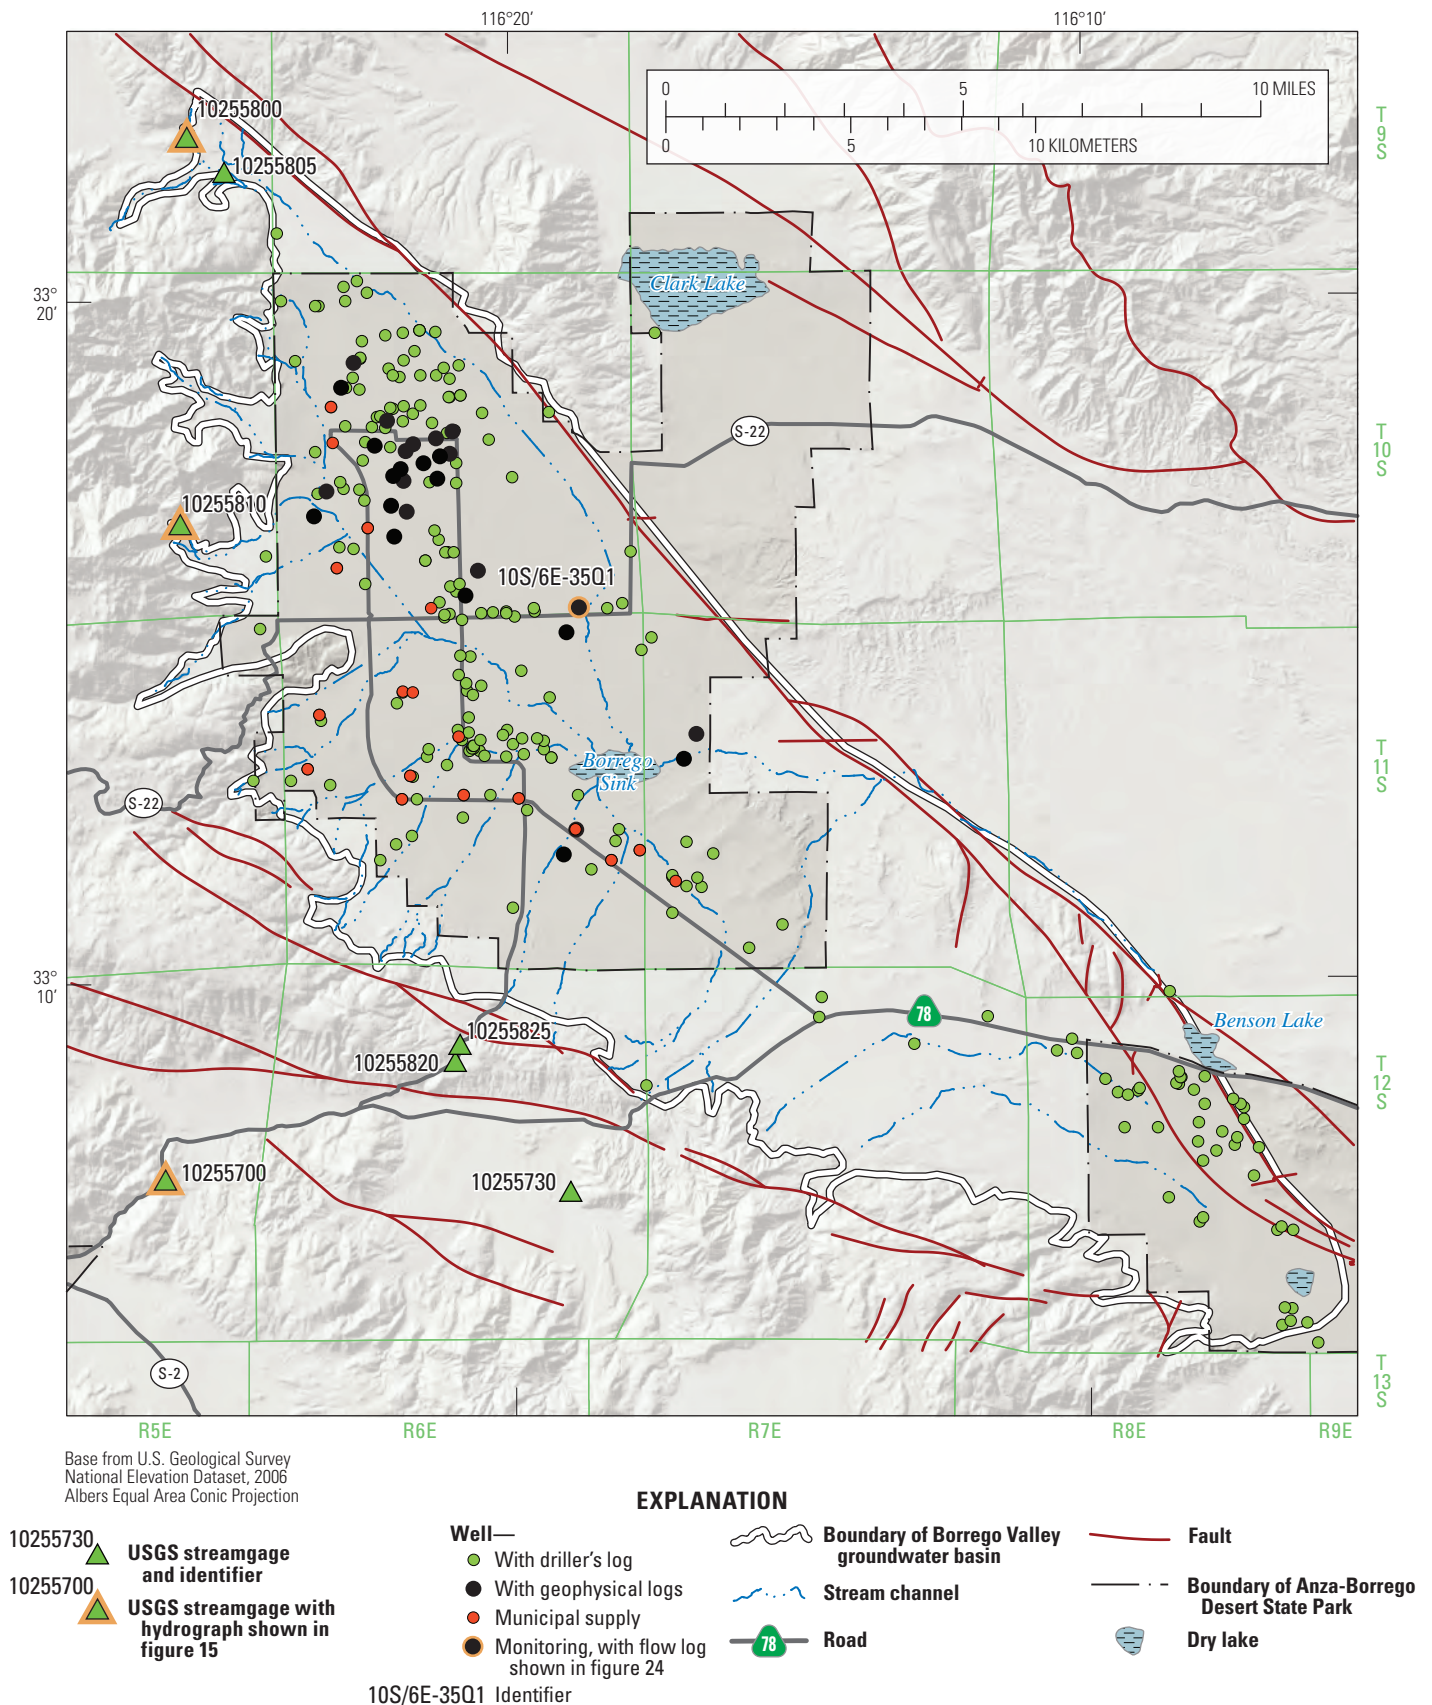 116°20′
116°10′
0 5 10 MILES
0 5 10 KILOMETERS
T
9
S
10255800
10255805
33°
20′
Clark Lake
S-22
T
10
S
10255810
10S/6E-35Q1
Borrego
Sink
T
11
S
S-22
33°
10′
78
Benson Lake
10255825
10255820
T
12
S
10255700
10255730
S-2
T
13
S
R5E
R6E
R7E
R8E
R9E
Base from U.S. Geological Survey
National Elevation Dataset, 2006
Albers Equal Area Conic Projection
EXPLANATION
10255730
USGS streamgage
and identifier
10255700
USGS streamgage with
hydrograph shown in
figure 15
Well—
With driller's log
With geophysical logs
Municipal supply
Monitoring, with flow log
shown in figure 24
10S/6E-35Q1 Identifier
Boundary of Borrego Valley
groundwater basin
Stream channel
78
Road
Fault
Boundary of Anza-Borrego
Desert State Park
Dry lake